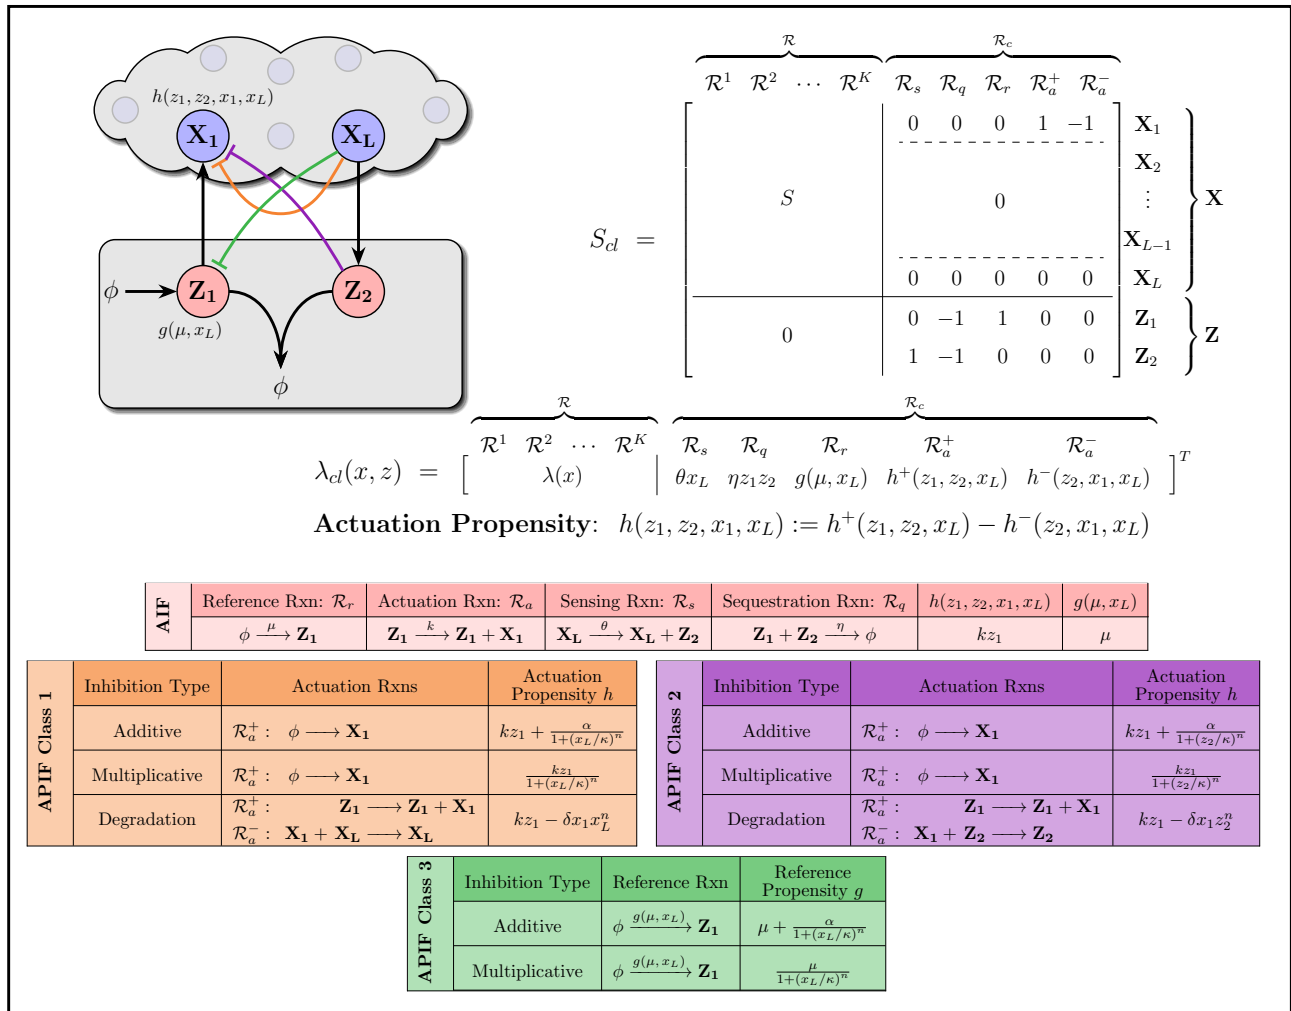 h(z₁, z₂, x₁, x_L)
X₁ X_L
ϕ Z₁ Z₂
g(μ, x_L)
ϕ
ℛ ℛ_c
ℛ¹ ℛ² ⋯ ℛᴷ ℛ_s ℛ_q ℛ_r ℛ_a⁺ ℛ_a⁻
0 0 0 1 −1 X₁
X₂
S_cl = S 0 ⋮ X
X_{L−1}
0 0 0 0 0 X_L
0 0 −1 1 0 0 Z₁ Z
1 −1 0 0 0 Z₂
ℛ ℛ_c
ℛ¹ ℛ² ⋯ ℛᴷ ℛ_s ℛ_q ℛ_r ℛ_a⁺ ℛ_a⁻
λ_cl(x, z) = [ λ(x) | θx_L ηz₁z₂ g(μ, x_L) h⁺(z₁, z₂, x_L) h⁻(z₂, x₁, x_L) ]ᵀ
Actuation Propensity: h(z₁, z₂, x₁, x_L) := h⁺(z₁, z₂, x_L) − h⁻(z₂, x₁, x_L)
AIF
Reference Rxn: ℛ_r Actuation Rxn: ℛ_a Sensing Rxn: ℛ_s Sequestration Rxn: ℛ_q h(z₁, z₂, x₁, x_L) g(μ, x_L)
ϕ —μ→ Z₁ Z₁ —k→ Z₁ + X₁ X_L —θ→ X_L + Z₂ Z₁ + Z₂ —η→ ϕ kz₁ μ
APIF Class 1
Inhibition Type Actuation Rxns Actuation Propensity h
Additive ℛ_a⁺ : ϕ ⟶ X₁ kz₁ + α/(1+(x_L/κ)ⁿ)
Multiplicative ℛ_a⁺ : ϕ ⟶ X₁ kz₁/(1+(x_L/κ)ⁿ)
Degradation ℛ_a⁺ : Z₁ ⟶ Z₁ + X₁ kz₁ − δx₁x_Lⁿ
ℛ_a⁻ : X₁ + X_L ⟶ X_L
APIF Class 2
Inhibition Type Actuation Rxns Actuation Propensity h
Additive ℛ_a⁺ : ϕ ⟶ X₁ kz₁ + α/(1+(z₂/κ)ⁿ)
Multiplicative ℛ_a⁺ : ϕ ⟶ X₁ kz₁/(1+(z₂/κ)ⁿ)
Degradation ℛ_a⁺ : Z₁ ⟶ Z₁ + X₁ kz₁ − δx₁z₂ⁿ
ℛ_a⁻ : X₁ + Z₂ ⟶ Z₂
APIF Class 3
Inhibition Type Reference Rxn Reference Propensity g
Additive ϕ —g(μ, x_L)→ Z₁ μ + α/(1+(x_L/κ)ⁿ)
Multiplicative ϕ —g(μ, x_L)→ Z₁ μ/(1+(x_L/κ)ⁿ)